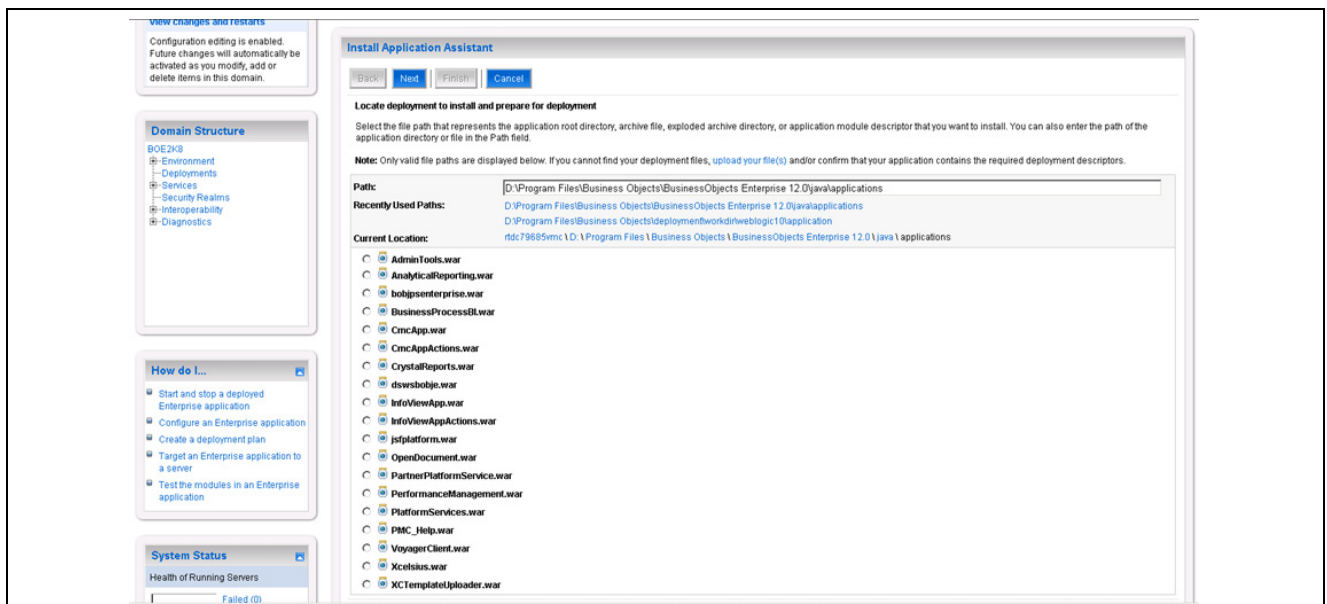 View changes and restarts
Configuration editing is enabled.
Future changes will automatically be
activated as you modify, add or
delete items in this domain.
Domain Structure
BOE2K8
Environment
Deployments
Services
Security Realms
Interoperability
Diagnostics
How do I...
Start and stop a deployed
Enterprise application
Configure an Enterprise application
Create a deployment plan
Target an Enterprise application to
a server
Test the modules in an Enterprise
application
System Status
Health of Running Servers
Failed (0)
Install Application Assistant
Back Next Finish Cancel
Locate deployment to install and prepare for deployment
Select the file path that represents the application root directory, archive file, exploded archive directory, or application module descriptor that you want to install. You can also enter the path of the
application directory or file in the Path field.
Note: Only valid file paths are displayed below. If you cannot find your deployment files, upload your file(s) and/or confirm that your application contains the required deployment descriptors.
Path: D:\Program Files\Business Objects\BusinessObjects Enterprise 12.0\java\applications
Recently Used Paths: D:\Program Files\Business Objects\BusinessObjects Enterprise 12.0\java\applications
D:\Program Files\Business Objects\deployment\workdir\weblogic10\application
Current Location: rtdc79685vmc \ D: \ Program Files \ Business Objects \ BusinessObjects Enterprise 12.0 \ java \ applications
AdminTools.war
AnalyticalReporting.war
bobjpsenterprise.war
BusinessProcessBI.war
CmcApp.war
CmcAppActions.war
CrystalReports.war
dswsbobje.war
InfoViewApp.war
InfoViewAppActions.war
jsfplatform.war
OpenDocument.war
PartnerPlatformService.war
PerformanceManagement.war
PlatformServices.war
PMC_Help.war
VoyagerClient.war
Xcelsius.war
XCTemplateUploader.war